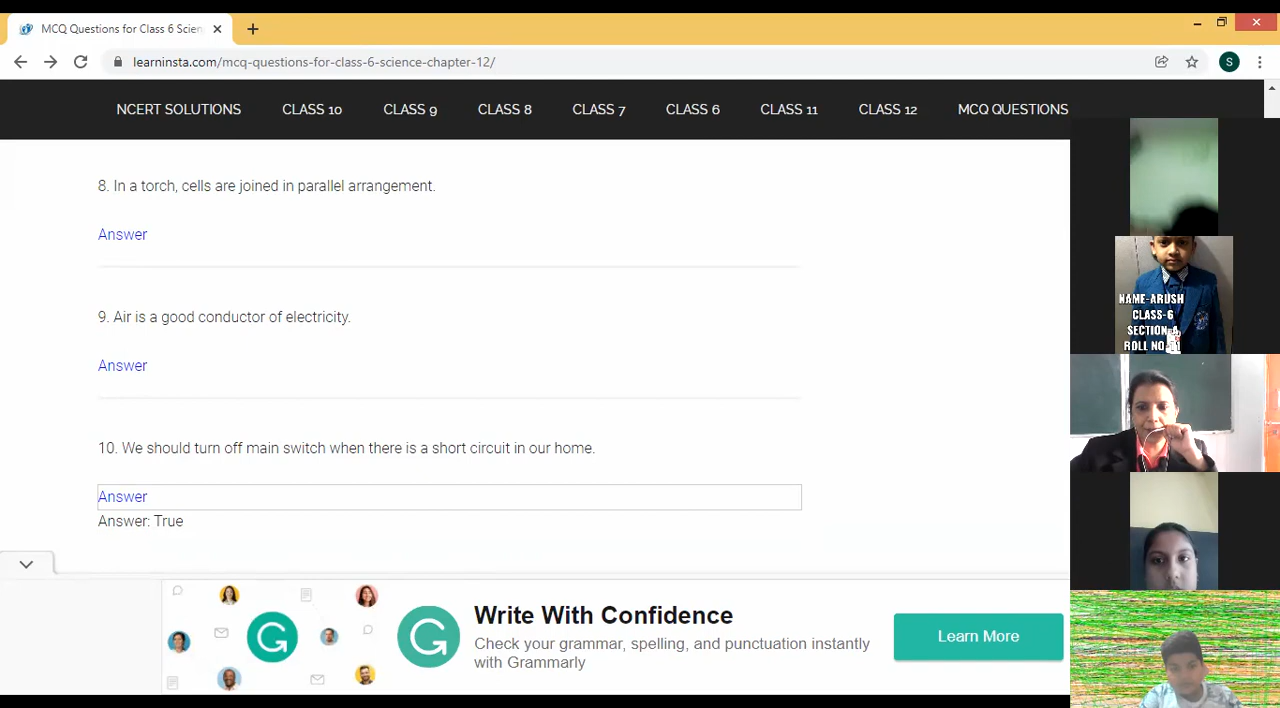 MCQ Questions for Class 6 Scien
learninsta.com/mcq-questions-for-class-6-science-chapter-12/
S
NCERT SOLUTIONS CLASS 10 CLASS 9 CLASS 8 CLASS 7 CLASS 6 CLASS 11 CLASS 12 MCQ QUESTIONS
8. In a torch, cells are joined in parallel arrangement.
Answer
9. Air is a good conductor of electricity.
Answer
10. We should turn off main switch when there is a short circuit in our home.
Answer
Answer: True
NAME-ARUSH
CLASS-6
SECTION-A
ROLL NO-11
G
G
Write With Confidence
Check your grammar, spelling, and punctuation instantly
with Grammarly
Learn More